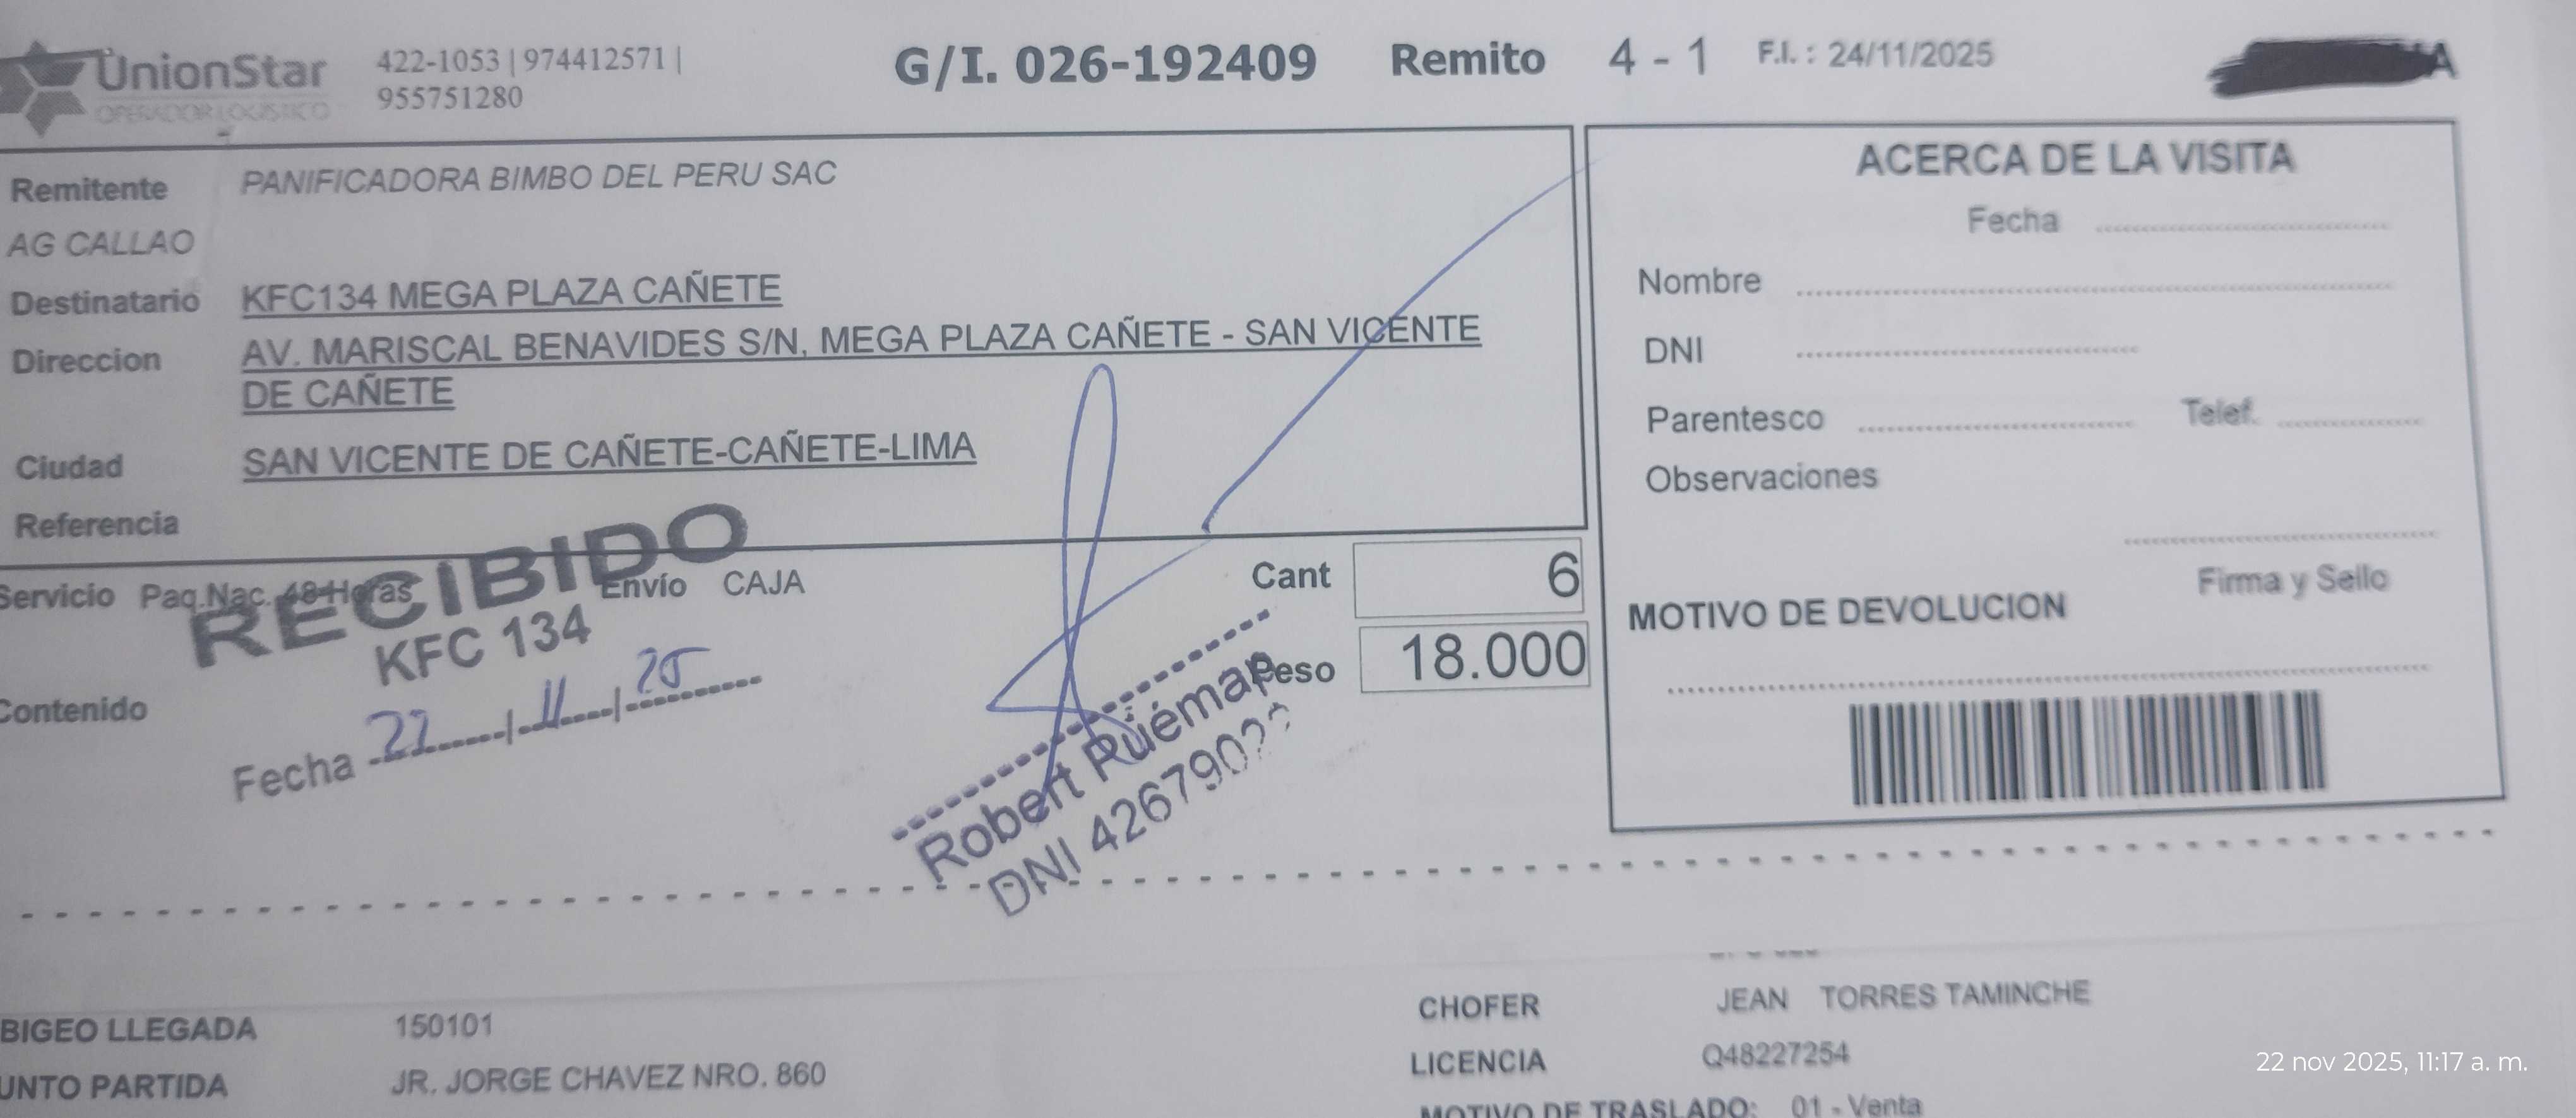 UnionStar
OPERADOR LOGISTICO
422-1053 | 974412571 |
955751280
G/I. 026-192409 Remito 4 - 1 F.I. : 24/11/2025
A
Remitente PANIFICADORA BIMBO DEL PERU SAC
AG CALLAO
Destinatario KFC134 MEGA PLAZA CAÑETE
Direccion AV. MARISCAL BENAVIDES S/N, MEGA PLAZA CAÑETE - SAN VICENTE
DE CAÑETE
Ciudad SAN VICENTE DE CAÑETE-CAÑETE-LIMA
Referencia
Servicio Paq.Nac. 48 Horas Envío CAJA
Cant 6
Peso 18.000
Contenido
RECIBIDO
KFC 134
Fecha 22 / 11 / 25
Robert
DNI
ACERCA DE LA VISITA
Fecha
Nombre
DNI
Parentesco Telef.
Observaciones
Firma y Sello
MOTIVO DE DEVOLUCION
BIGEO LLEGADA 150101
UNTO PARTIDA JR. JORGE CHAVEZ NRO. 860
CHOFER JEAN TORRES TAMINCHE
LICENCIA Q48227254
MOTIVO DE TRASLADO: 01 - Venta
22 nov 2025, 11:17 a. m.